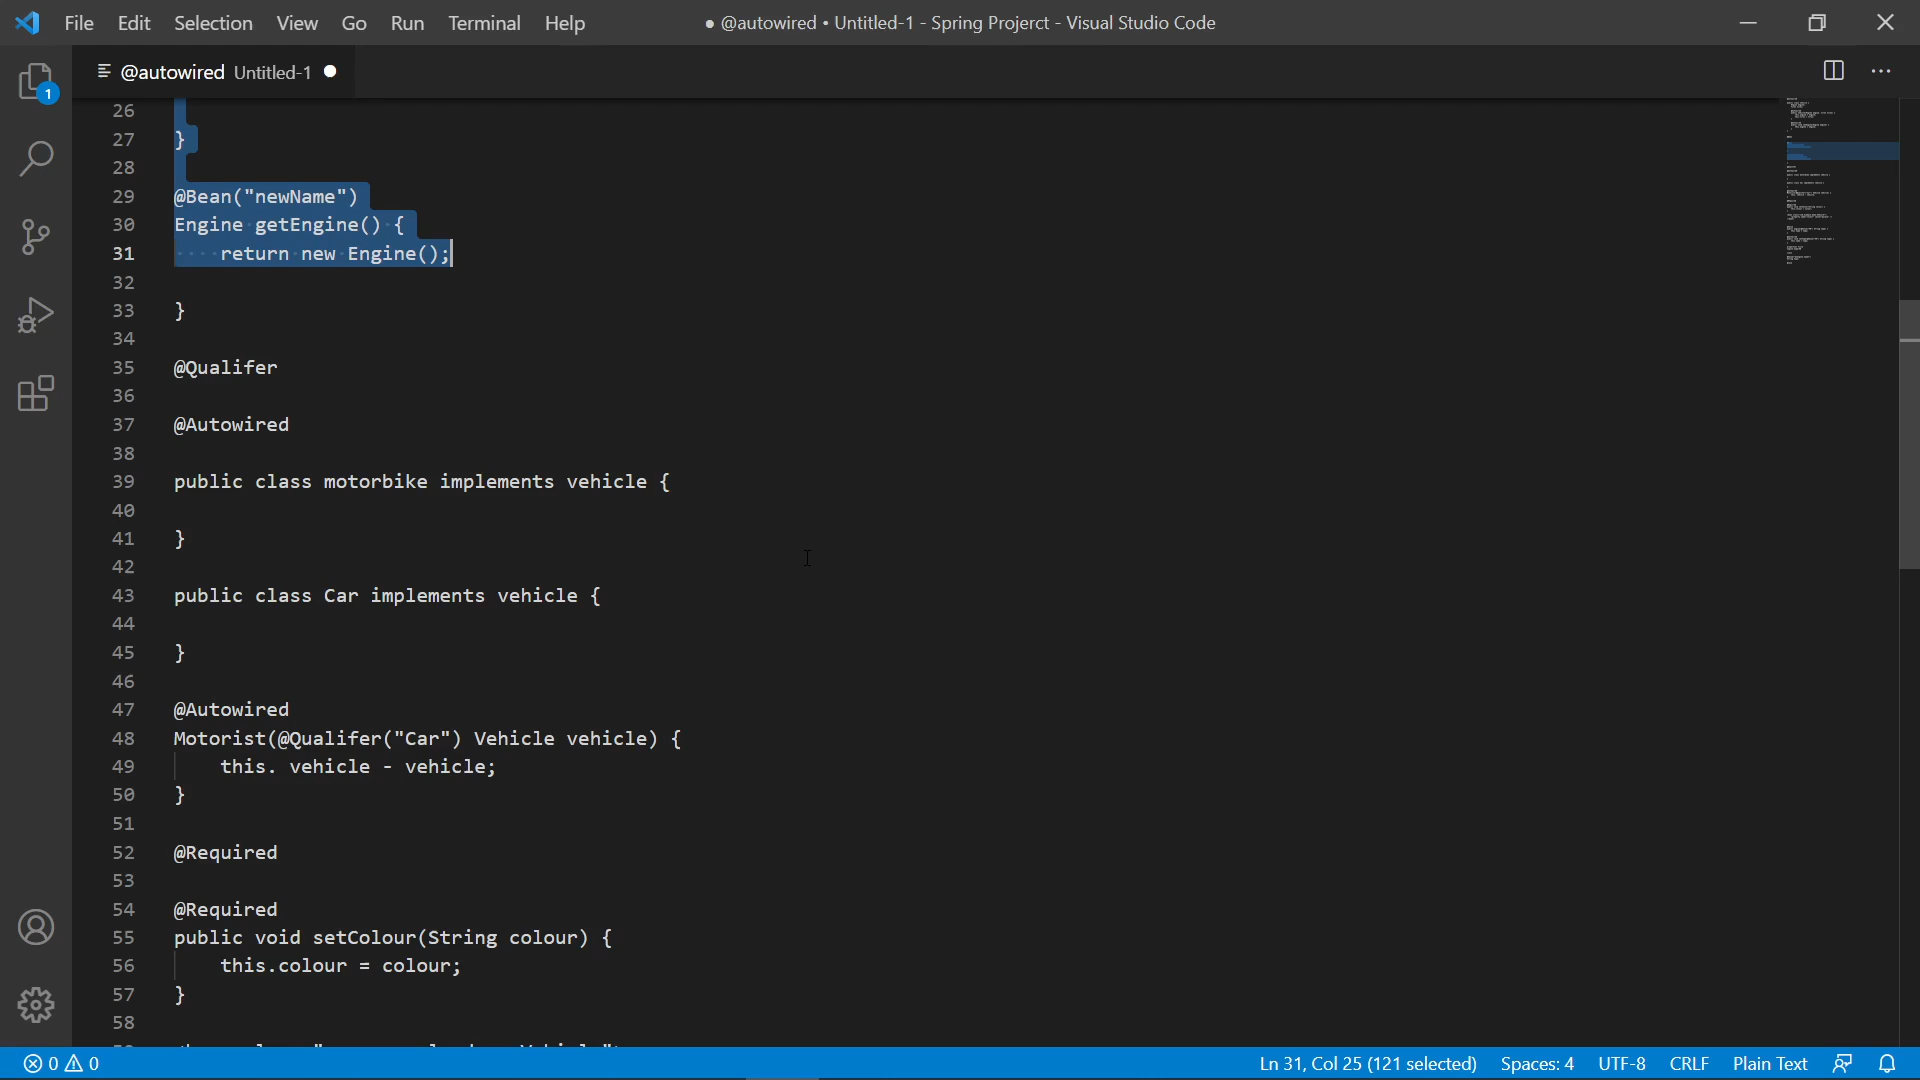 File Edit Selection View Go Run Terminal Help ● @autowired • Untitled-1 - Spring Projerct - Visual Studio Code
@autowired Untitled-1 ●
1
26
27 }
28
29 @Bean("newName")
30 Engine getEngine() {
31 return new Engine();
32
33 }
34
35 @Qualifer
36
37 @Autowired
38
39 public class motorbike implements vehicle {
40
41 }
42
43 public class Car implements vehicle {
44
45 }
46
47 @Autowired
48 Motorist(@Qualifer("Car") Vehicle vehicle) {
49 this. vehicle - vehicle;
50 }
51
52 @Required
53
54 @Required
55 public void setColour(String colour) {
56 this.colour = colour;
57 }
58
0 0 Ln 31, Col 25 (121 selected) Spaces: 4 UTF-8 CRLF Plain Text